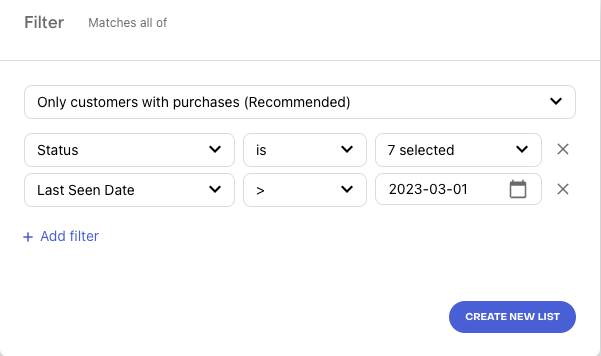 Filter Matches all of
Only customers with purchases (Recommended)
Status is 7 selected
Last Seen Date > 2023-03-01
+ Add filter
CREATE NEW LIST